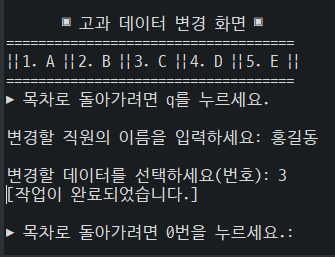 ▣ 고과 데이터 변경 화면 ▣
====================================
||1. A ||2. B ||3. C ||4. D ||5. E ||
====================================
▶ 목차로 돌아가려면 q를 누르세요.
변경할 직원의 이름을 입력하세요: 홍길동
변경할 데이터를 선택하세요(번호): 3
[작업이 완료되었습니다.]
▶ 목차로 돌아가려면 0번을 누르세요.: